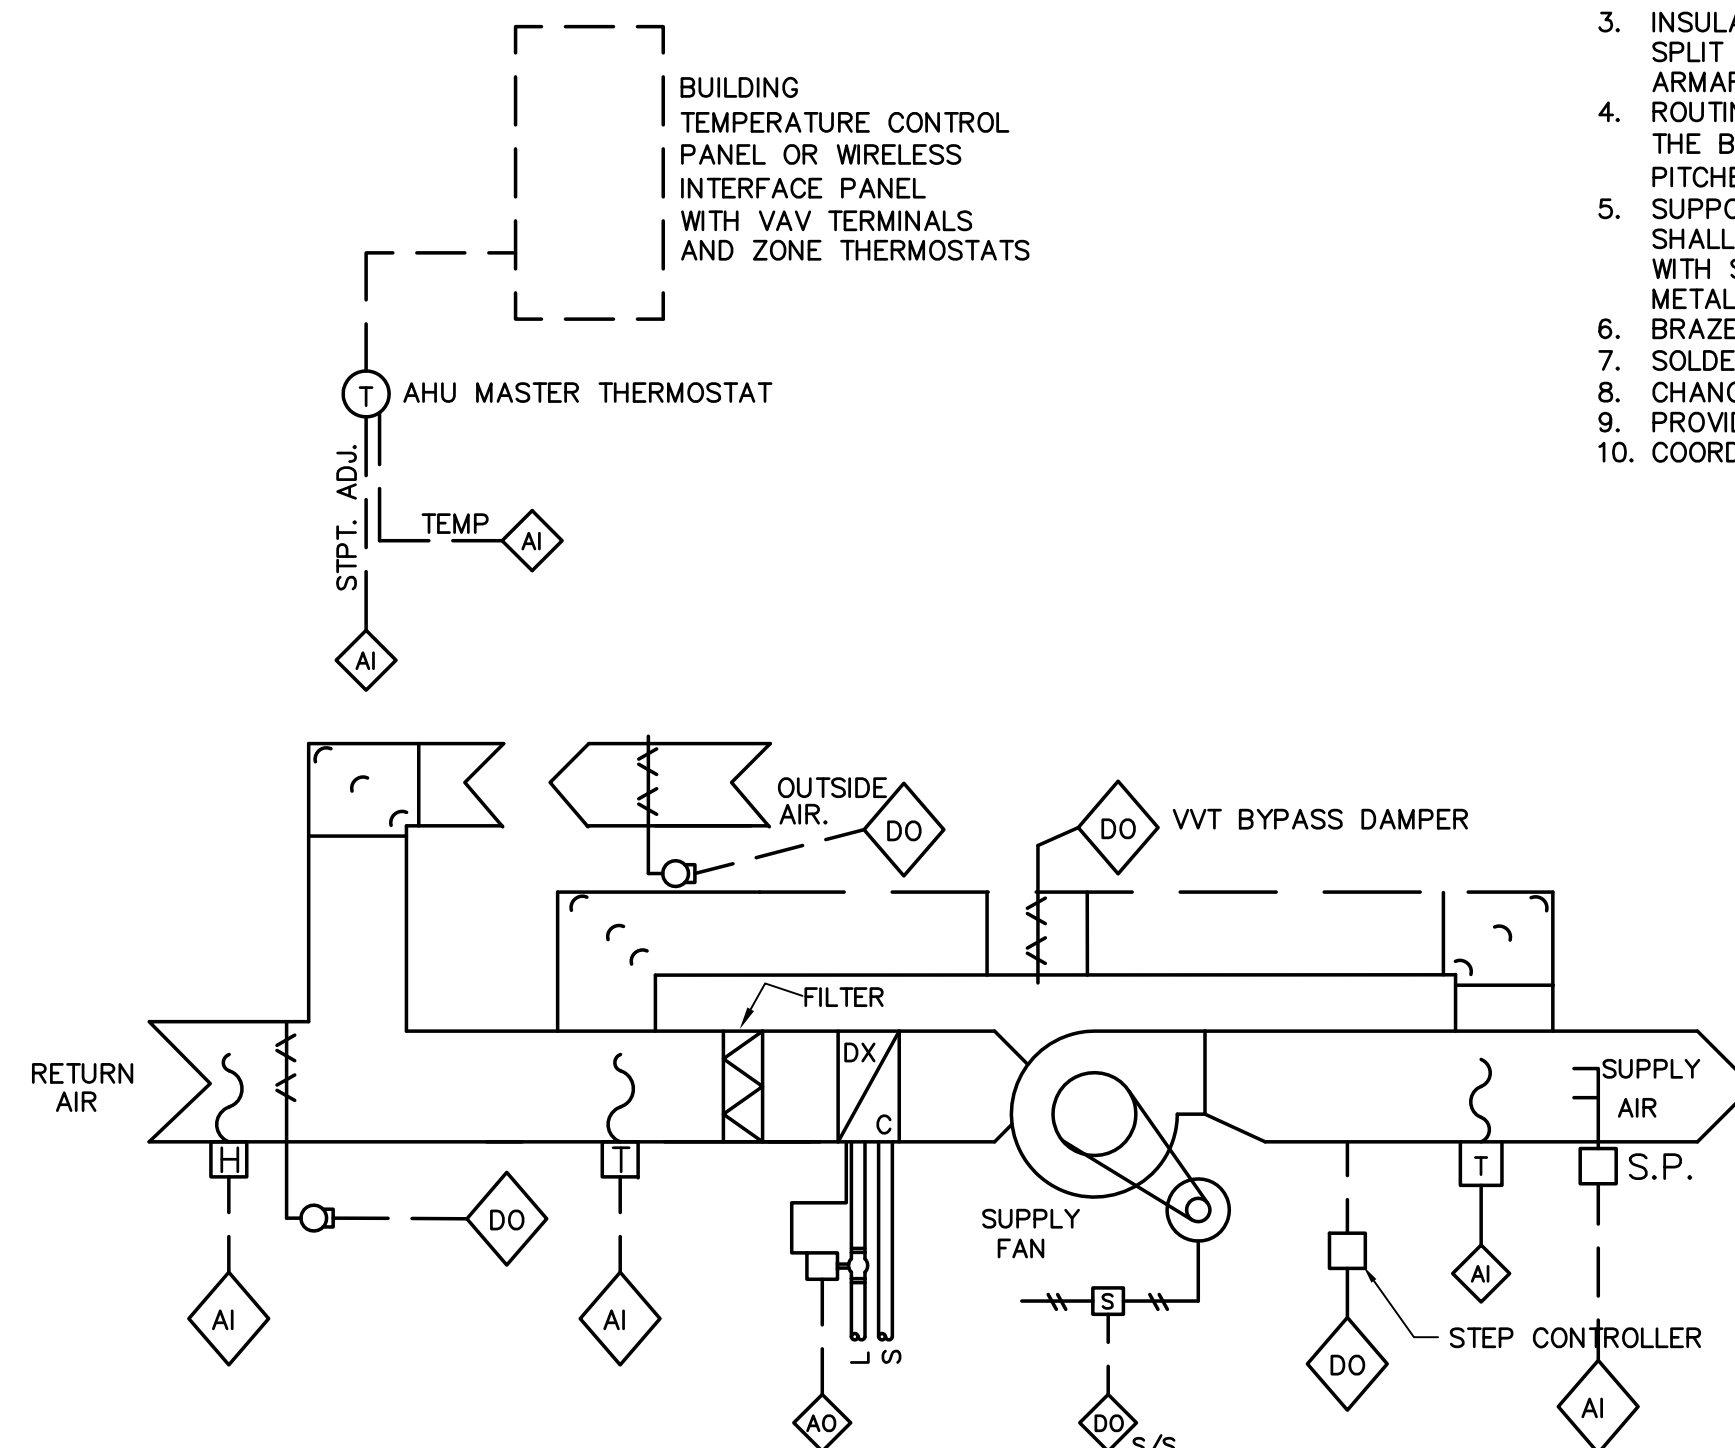 BUILDING
TEMPERATURE CONTROL
PANEL OR WIRELESS
INTERFACE PANEL
WITH VAV TERMINALS
AND ZONE THERMOSTATS
3. INSULA
SPLIT
ARMAF
4. ROUTIN
THE B
PITCHE
5. SUPPO
SHALL
WITH S
METAL
6. BRAZE
7. SOLDE
8. CHANG
9. PROVID
10. COORD
T
AHU MASTER THERMOSTAT
STPT. ADJ.
TEMP
AI
AI
OUTSIDE
AIR.
DO
DO
VVT BYPASS DAMPER
FILTER
RETURN
AIR
DX
C
SUPPLY
AIR
H
T
T
S.P.
DO
SUPPLY
FAN
AI
AI
AI
S
L
S
STEP CONTROLLER
DO
AI
AO
DO
S/S